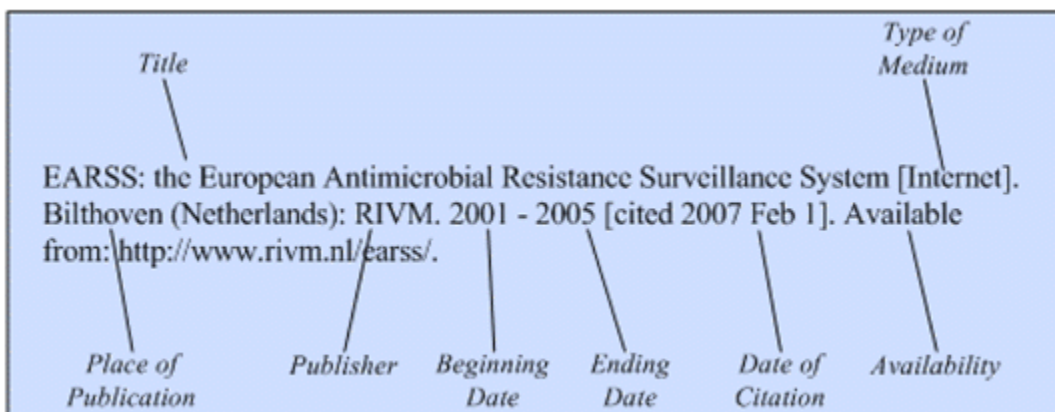 Title
Type of
Medium
EARSS: the European Antimicrobial Resistance Surveillance System [Internet].
Bilthoven (Netherlands): RIVM. 2001 - 2005 [cited 2007 Feb 1]. Available
from: http://www.rivm.nl/earss/.
Place of
Publication
Publisher
Beginning
Date
Ending
Date
Date of
Citation
Availability